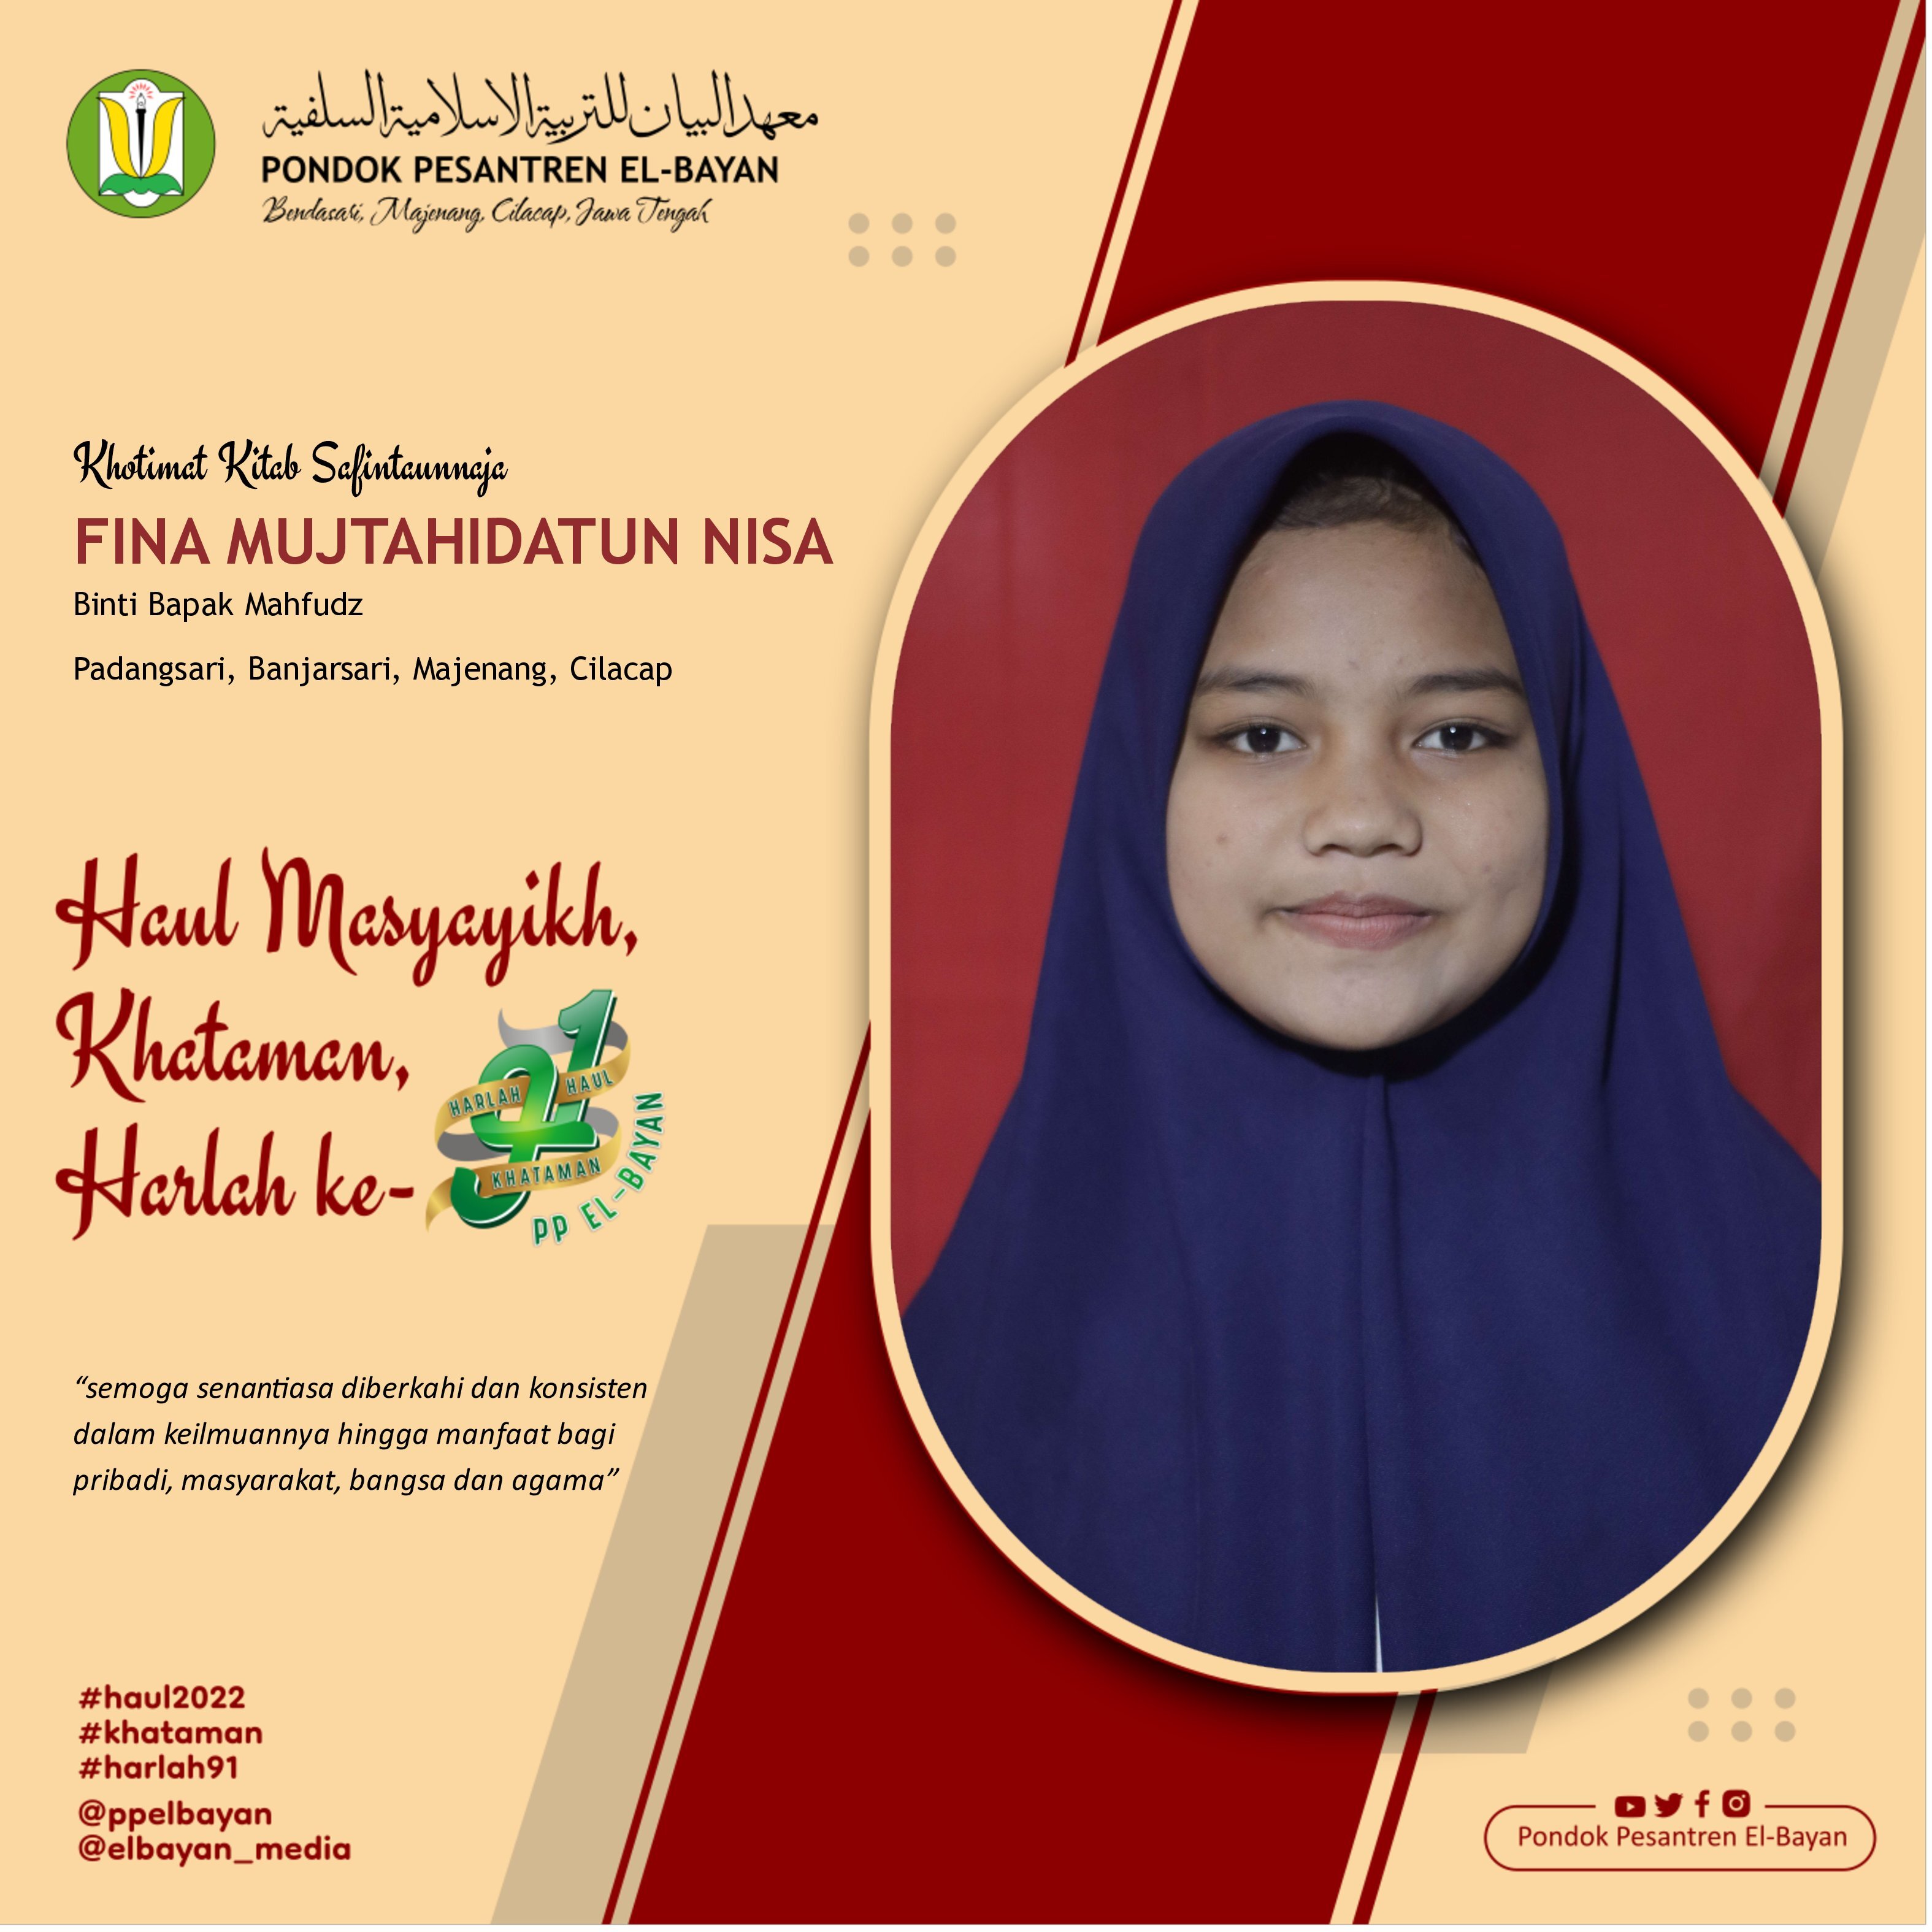 معهد البيان للتربية الاسلامية السلفية
PONDOK PESANTREN EL-BAYAN
Bendasari, Majenang, Cilacap, Jawa Tengah
Khotimat Kitab Safintaunnaja
FINA MUJTAHIDATUN NISA
Binti Bapak Mahfudz
Padangsari, Banjarsari, Majenang, Cilacap
Haul Masyayikh,
Khataman,
Harlah ke-
91
HARLAH HAUL
KHATAMAN
PP EL-BAYAN
“semoga senantiasa diberkahi dan konsisten
dalam keilmuannya hingga manfaat bagi
pribadi, masyarakat, bangsa dan agama”
#haul2022
#khataman
#harlah91
@ppelbayan
@elbayan_media
Pondok Pesantren El-Bayan